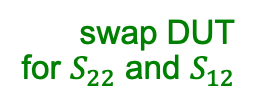 swap DUT
for S₂₂ and S₁₂